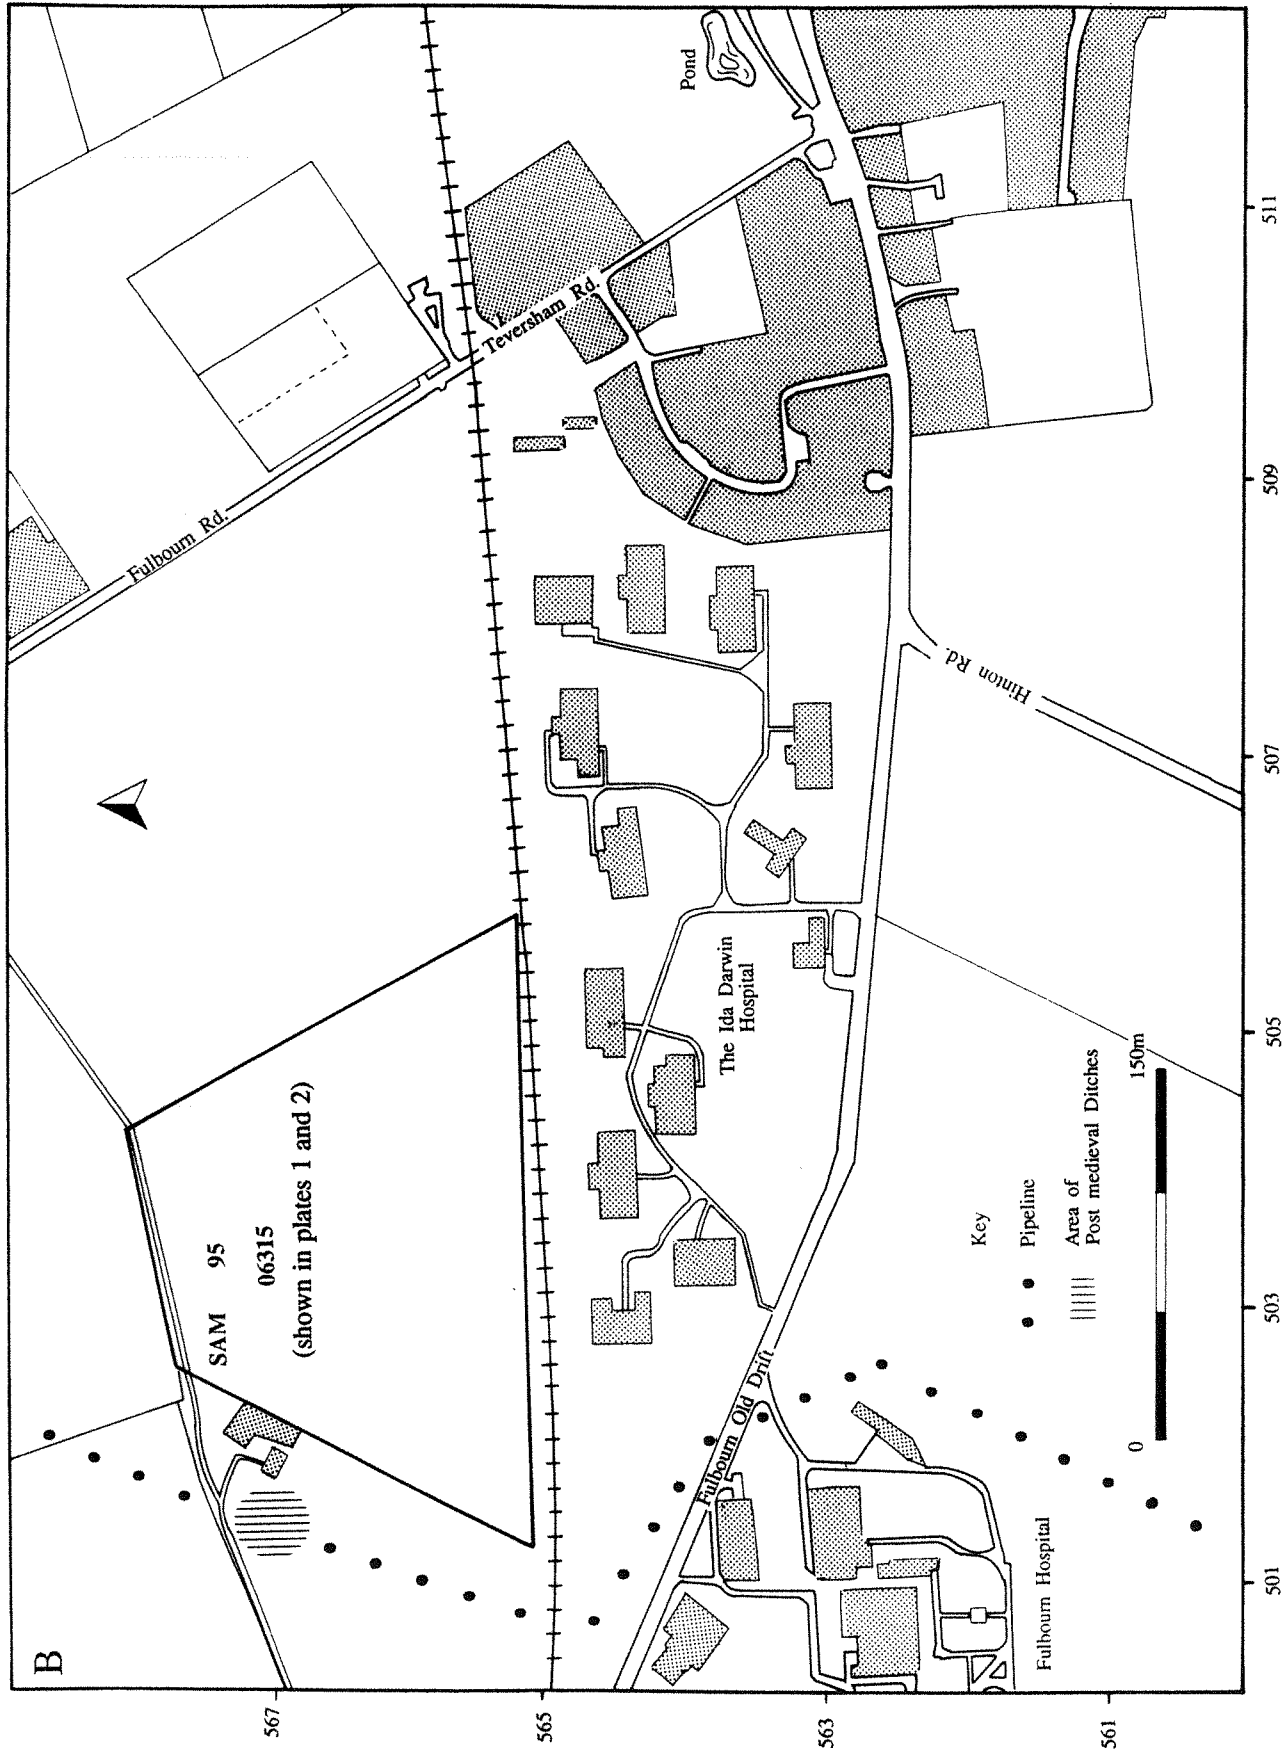 B
SAM 95
06315
(shown in plates 1 and 2)
Fulbourn Rd.
Teversham Rd.
Pond
The Ida Darwin
Hospital
Hinton Rd.
Fulbourn Old Drift
Fulbourn Hospital
Key
Pipeline
Area of
Post medieval Ditches
0
150m
567
565
563
561
501
503
505
507
509
511